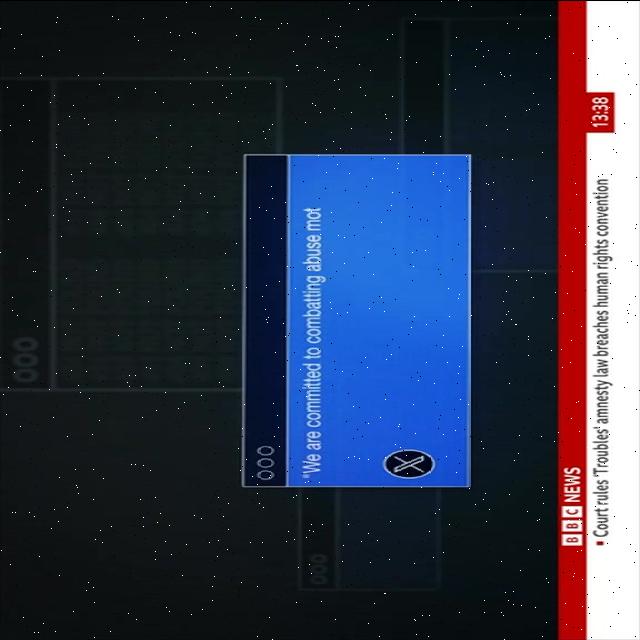 "We are committed to combatting abuse mot
BBC NEWS
13:38
Court rules 'Troubles' amnesty law breaches human rights convention